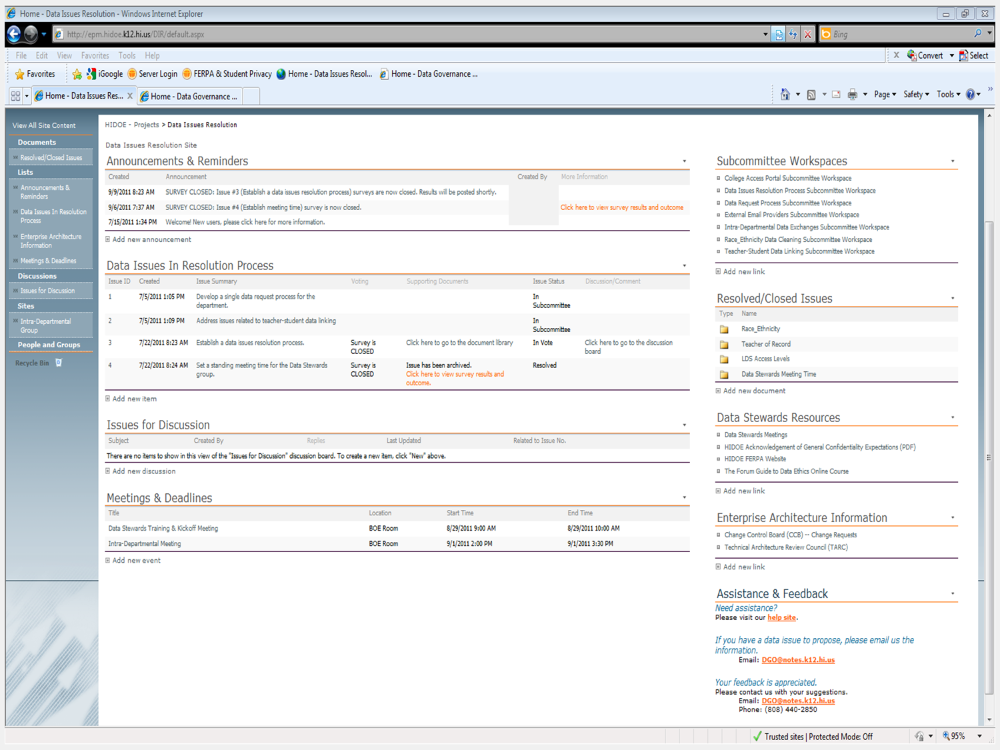 Home - Data Issues Resolution - Windows Internet Explorer
http://epm.hidoe.k12.hi.us/DIR/default.aspx
Bing
File Edit View Favorites Tools Help
X Convert Select
Favorites iGoogle Server Login FERPA & Student Privacy Home - Data Issues Resol... Home - Data Governance ...
Home - Data Issues Res... X Home - Data Governance ...
Page Safety Tools
View All Site Content
Documents
Resolved/Closed Issues
Lists
Announcements &
Reminders
Data Issues In Resolution
Process
Enterprise Architecture
Information
Meetings & Deadlines
Discussions
Issues for Discussion
Sites
Intra-Departmental
Group
People and Groups
Recycle Bin
HIDOE - Projects > Data Issues Resolution
Data Issues Resolution Site
Announcements & Reminders
Created Announcement Created By More Information
9/9/2011 8:23 AM SURVEY CLOSED: Issue #3 (Establish a data issues resolution process) surveys are now closed. Results will be posted shortly.
9/6/2011 7:37 AM SURVEY CLOSED: Issue #4 (Establish meeting time) survey is now closed. Click here to view survey results and outcome
7/15/2011 1:34 PM Welcome! New users, please click here for more information.
Add new announcement
Data Issues In Resolution Process
Issue ID Created Issue Summary Voting Supporting Documents Issue Status Discussion/Comment
1 7/5/2011 1:05 PM Develop a single data request process for the In
department. Subcommittee
2 7/5/2011 1:09 PM Address issues related to teacher-student data linking In
Subcommittee
3 7/22/2011 8:23 AM Establish a data issues resolution process. Survey is Click here to go to the document library In Vote Click here to go to the discussion
CLOSED board
4 7/22/2011 8:24 AM Set a standing meeting time for the Data Stewards Survey is Issue has been archived. Resolved
group. CLOSED Click here to view survey results and
outcome.
Add new item
Issues for Discussion
Subject Created By Replies Last Updated Related to Issue No.
There are no items to show in this view of the "Issues for Discussion" discussion board. To create a new item, click "New" above.
Add new discussion
Meetings & Deadlines
Title Location Start Time End Time
Data Stewards Training & Kickoff Meeting BOE Room 8/29/2011 9:00 AM 8/29/2011 10:00 AM
Intra-Departmental Meeting BOE Room 9/1/2011 2:00 PM 9/1/2011 3:30 PM
Add new event
Subcommittee Workspaces
College Access Portal Subcommittee Workspace
Data Issues Resolution Process Subcommittee Workspace
Data Request Process Subcommittee Workspace
External Email Providers Subcommittee Workspace
Intra-Departmental Data Exchanges Subcommittee Workspace
Race_Ethnicity Data Cleaning Subcommittee Workspace
Teacher-Student Data Linking Subcommittee Workspace
Add new link
Resolved/Closed Issues
Type Name
Race_Ethnicity
Teacher of Record
LDS Access Levels
Data Stewards Meeting Time
Add new document
Data Stewards Resources
Data Stewards Meetings
HIDOE Acknowledgement of General Confidentiality Expectations (PDF)
HIDOE FERPA Website
The Forum Guide to Data Ethics Online Course
Add new link
Enterprise Architecture Information
Change Control Board (CCB) -- Change Requests
Technical Architecture Review Council (TARC)
Add new link
Assistance & Feedback
Need assistance?
Please visit our help site.
If you have a data issue to propose, please email us the
information.
Email: DGO@notes.k12.hi.us
Your feedback is appreciated.
Please contact us with your suggestions.
Email: DGO@notes.k12.hi.us
Phone: (808) 440-2850
Trusted sites | Protected Mode: Off 95%